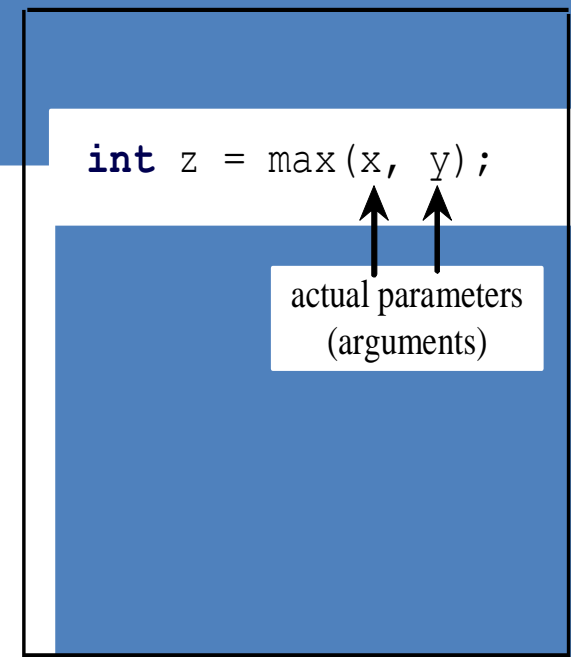 int z = max(x, y);
actual parameters
(arguments)